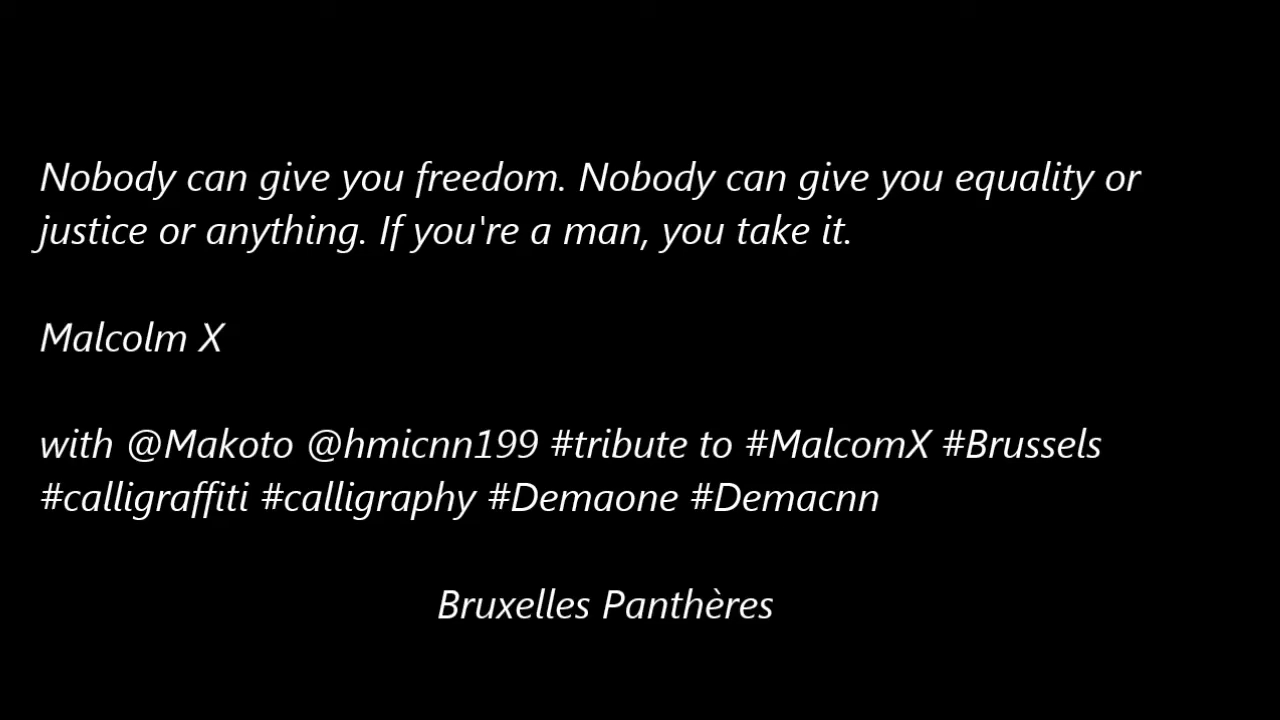 Nobody can give you freedom. Nobody can give you equality or
justice or anything. If you're a man, you take it.
Malcolm X
with @Makoto @hmicnn199 #tribute to #MalcomX #Brussels
#calligraffiti #calligraphy #Demaone #Demacnn
Bruxelles Panthères